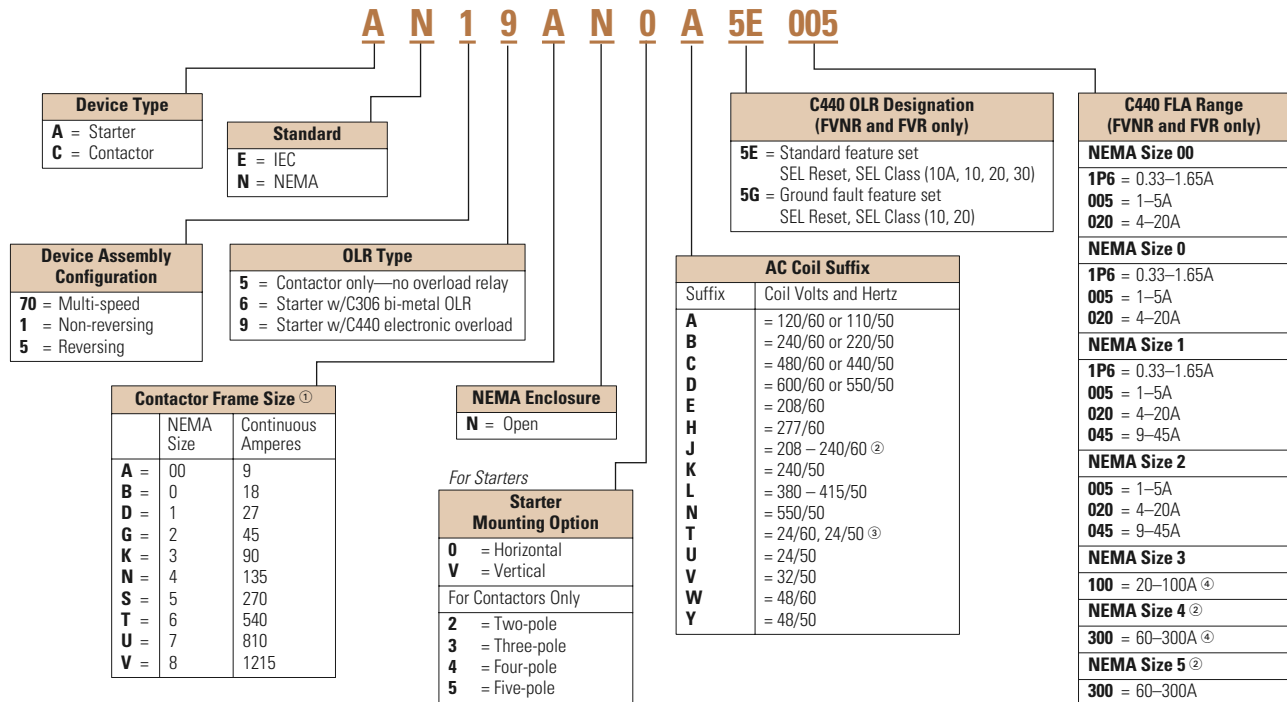 A N 1 9 A N 0 A 5E 005
Device Type
A = Starter
C = Contactor
Standard
E = IEC
N = NEMA
Device Assembly
Configuration
70 = Multi-speed
1 = Non-reversing
5 = Reversing
OLR Type
5 = Contactor only—no overload relay
6 = Starter w/C306 bi-metal OLR
9 = Starter w/C440 electronic overload
Contactor Frame Size ①
NEMA Size Continuous Amperes
A = 00 9
B = 0 18
D = 1 27
G = 2 45
K = 3 90
N = 4 135
S = 5 270
T = 6 540
U = 7 810
V = 8 1215
NEMA Enclosure
N = Open
For Starters
Starter
Mounting Option
0 = Horizontal
V = Vertical
For Contactors Only
2 = Two-pole
3 = Three-pole
4 = Four-pole
5 = Five-pole
AC Coil Suffix
Suffix Coil Volts and Hertz
A = 120/60 or 110/50
B = 240/60 or 220/50
C = 480/60 or 440/50
D = 600/60 or 550/50
E = 208/60
H = 277/60
J = 208 – 240/60 ②
K = 240/50
L = 380 – 415/50
N = 550/50
T = 24/60, 24/50 ③
U = 24/50
V = 32/50
W = 48/60
Y = 48/50
C440 OLR Designation
(FVNR and FVR only)
5E = Standard feature set
SEL Reset, SEL Class (10A, 10, 20, 30)
5G = Ground fault feature set
SEL Reset, SEL Class (10, 20)
C440 FLA Range
(FVNR and FVR only)
NEMA Size 00
1P6 = 0.33–1.65A
005 = 1–5A
020 = 4–20A
NEMA Size 0
1P6 = 0.33–1.65A
005 = 1–5A
020 = 4–20A
NEMA Size 1
1P6 = 0.33–1.65A
005 = 1–5A
020 = 4–20A
045 = 9–45A
NEMA Size 2
005 = 1–5A
020 = 4–20A
045 = 9–45A
NEMA Size 3
100 = 20–100A ④
NEMA Size 4 ②
300 = 60–300A ④
NEMA Size 5 ②
300 = 60–300A